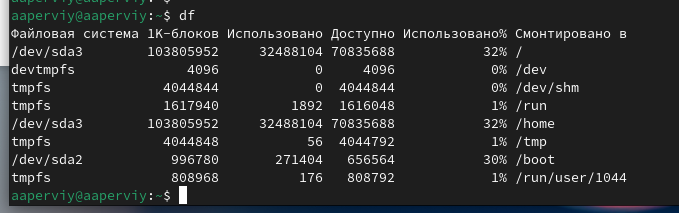 aaperviy@aaperviy:~$ df
Файловая система 1K-блоков Использовано Доступно Использовано% Смонтировано в
/dev/sda3 103805952 32488104 70835688 32% /
devtmpfs 4096 0 4096 0% /dev
tmpfs 4044844 0 4044844 0% /dev/shm
tmpfs 1617940 1892 1616048 1% /run
/dev/sda3 103805952 32488104 70835688 32% /home
tmpfs 4044848 56 4044792 1% /tmp
/dev/sda2 996780 271404 656564 30% /boot
tmpfs 808968 176 808792 1% /run/user/1044
aaperviy@aaperviy:~$